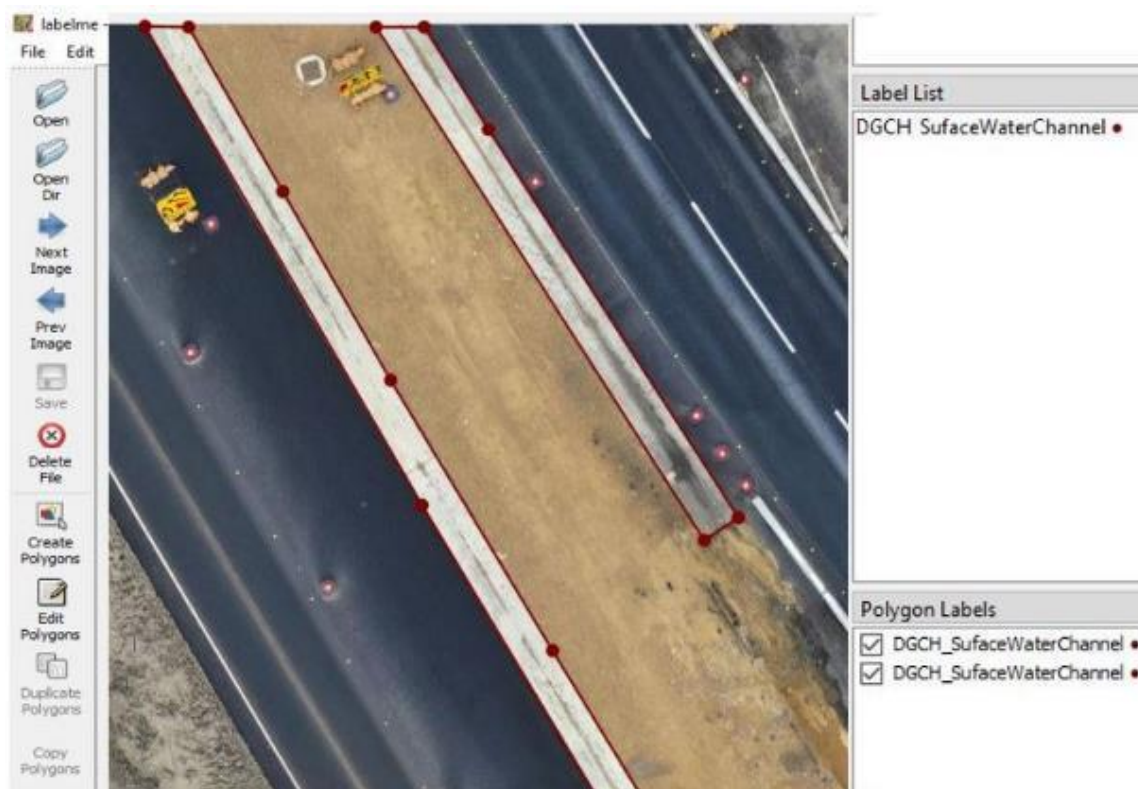 labelme -
File Edit
Open
Open
Dir
Next
Image
Prev
Image
Save
Delete
File
Create
Polygons
Edit
Polygons
Duplicate
Polygons
Copy
Polygons
Label List
DGCH SufaceWaterChannel
Polygon Labels
DGCH_SufaceWaterChannel
DGCH_SufaceWaterChannel